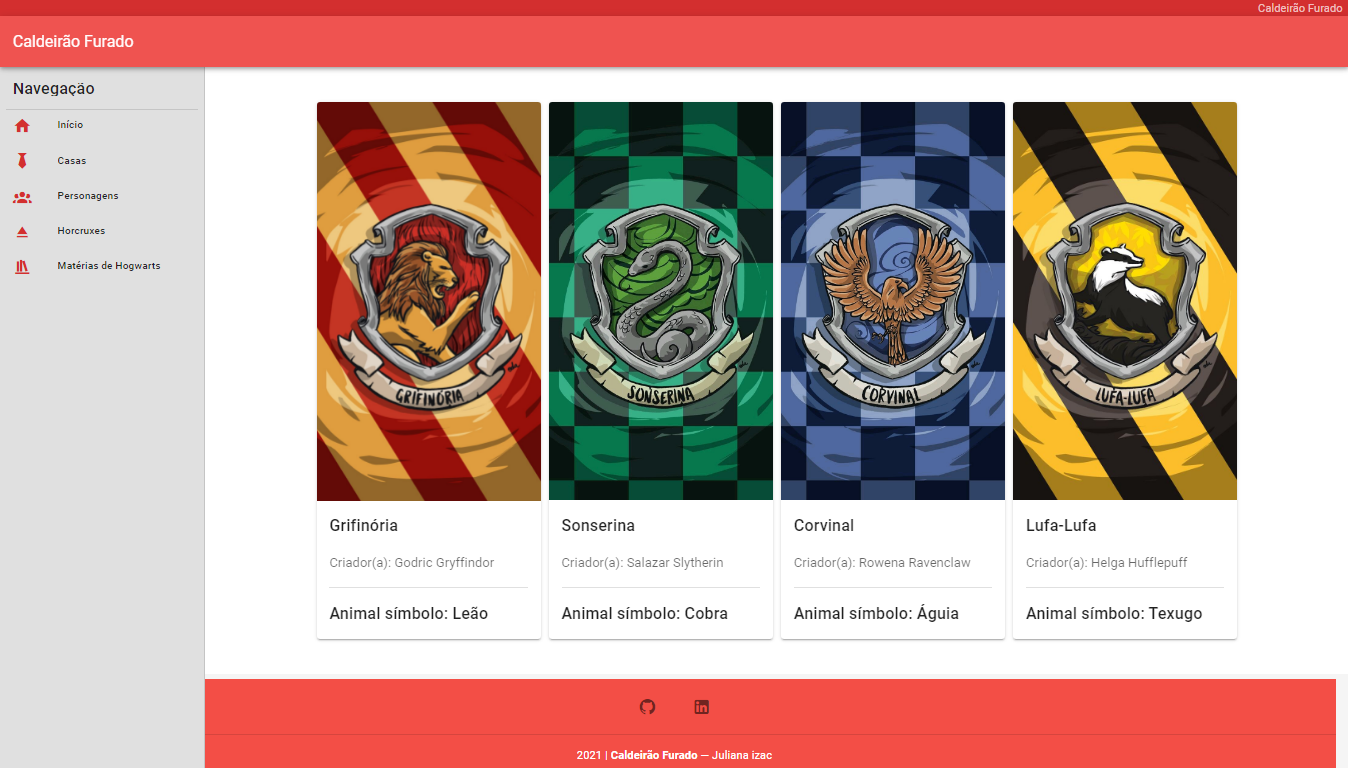 Caldeirão Furado
Caldeirão Furado
Navegação
Início
Casas
Personagens
Horcruxes
Matérias de Hogwarts
GRIFINÓRIA
SONSERINA
CORVINAL
LUFA-LUFA
Grifinória
Criador(a): Godric Gryffindor
Animal símbolo: Leão
Sonserina
Criador(a): Salazar Slytherin
Animal símbolo: Cobra
Corvinal
Criador(a): Rowena Ravenclaw
Animal símbolo: Águia
Lufa-Lufa
Criador(a): Helga Hufflepuff
Animal símbolo: Texugo
2021 | Caldeirão Furado — Juliana izac